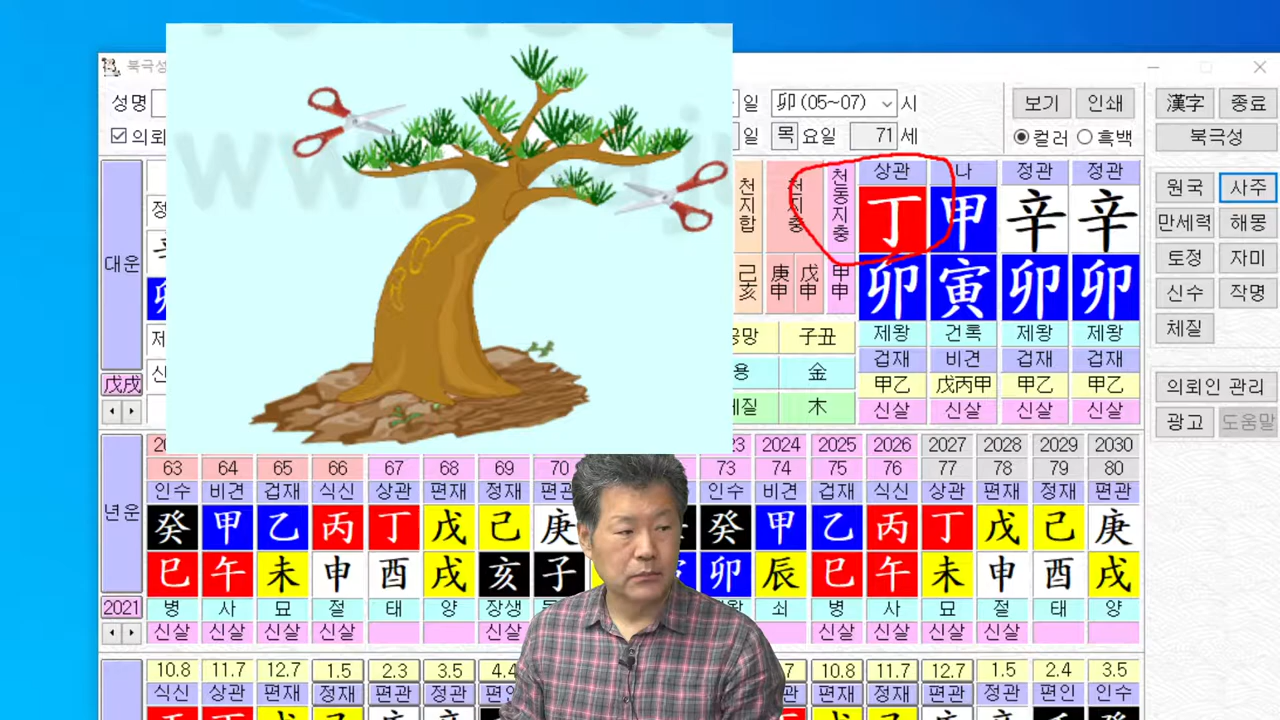 북극성
성명 일 卯 (05~07) 시 보기 인쇄 漢字 종료
의뢰 일 목 요일 71 세 컬러 흑백 북극성
천지합 천지충 천동지충 상관 나 정관 정관
丁 甲 辛 辛 원국 사주
만세력 해몽
대운 토정 자미
己亥 庚申 戊申 甲申 卯 寅 卯 卯 신수 작명
子丑 제왕 건록 제왕 제왕 체질
용 金 겁재 비견 겁재 겁재
戊戌 甲乙 戊丙甲 甲乙 甲乙 의뢰인 관리
체질 木 신살 신살 신살 신살 광고 도움말
2024 2025 2026 2027 2028 2029 2030
63 64 65 66 67 68 69 70 73 74 75 76 77 78 79 80
년운 인수 비견 겁재 식신 상관 편재 정재 편관 인수 비견 겁재 식신 상관 편재 정재 편관
癸 甲 乙 丙 丁 戊 己 庚 癸 甲 乙 丙 丁 戊 己 庚
巳 午 未 申 酉 戌 亥 子 卯 辰 巳 午 未 申 酉 戌
2021 병 사 묘 절 태 양 장생 쇠 병 사 묘 절 태 양
신살 신살 신살 신살 신살 신살 신살 신살 신살
10.8 11.7 12.7 1.5 2.3 3.5 10.8 11.7 12.7 1.5 2.4 3.5
식신 상관 편재 정재 편관 정관 편재 정재 편관 정관 편인 인수